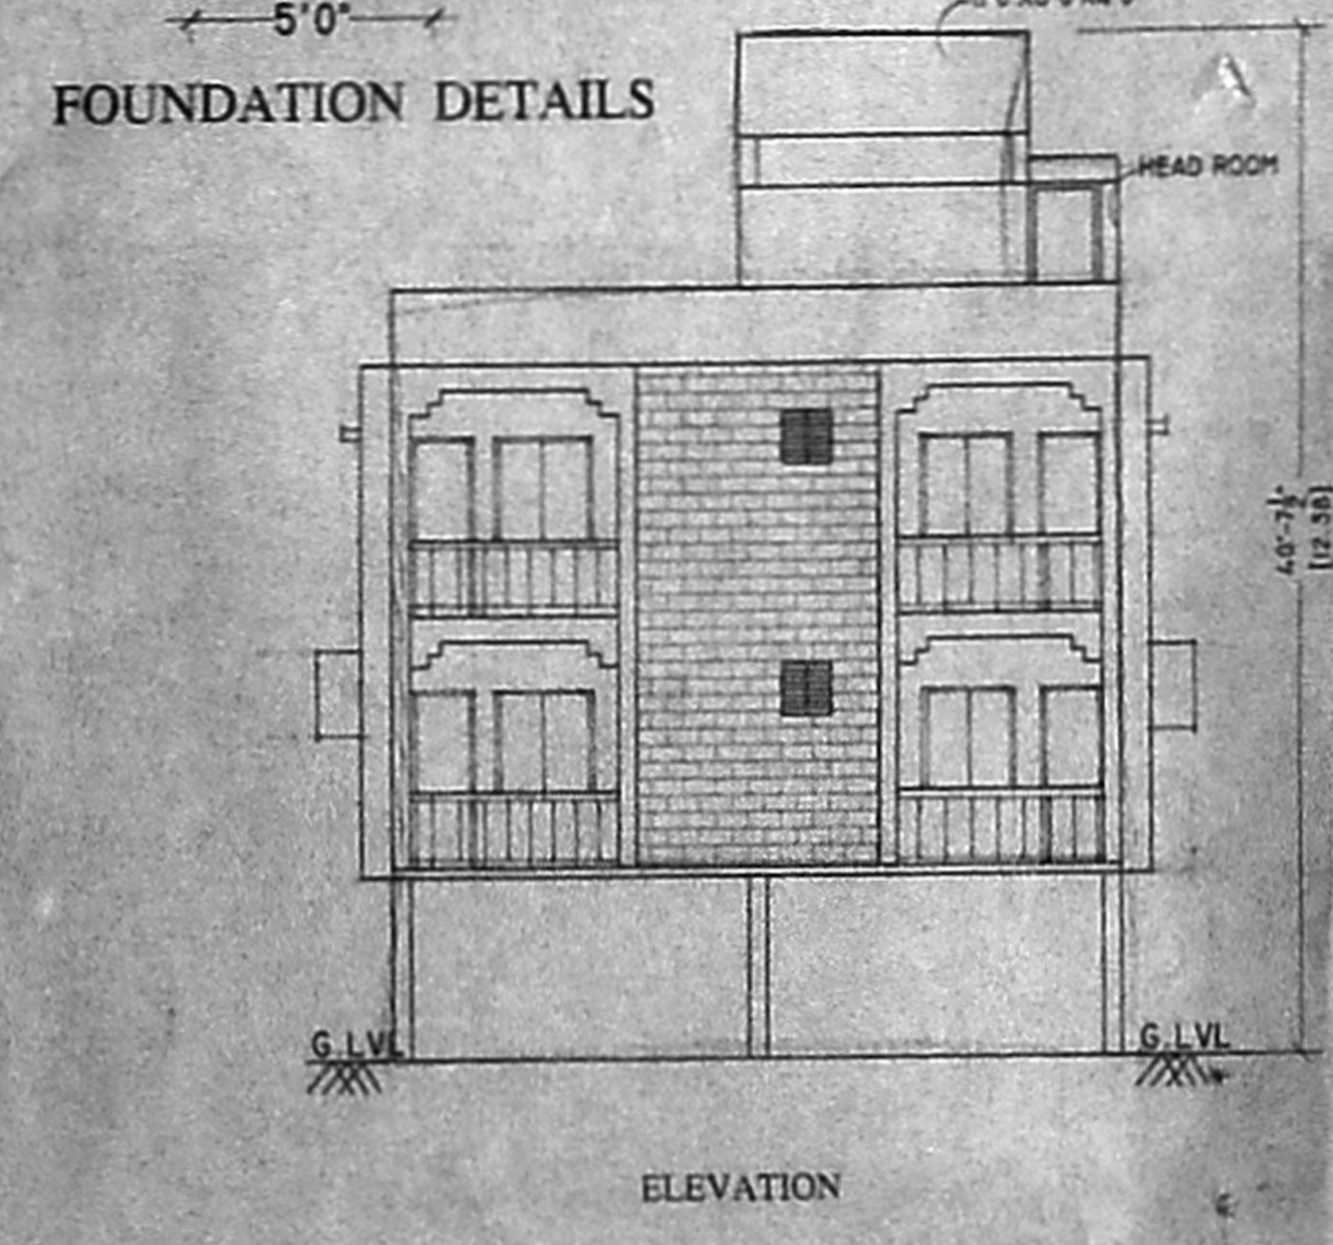 5'0"
FOUNDATION DETAILS
HEAD ROOM
40'-7½"
[12.38]
G.LVL
G.LVL
ELEVATION